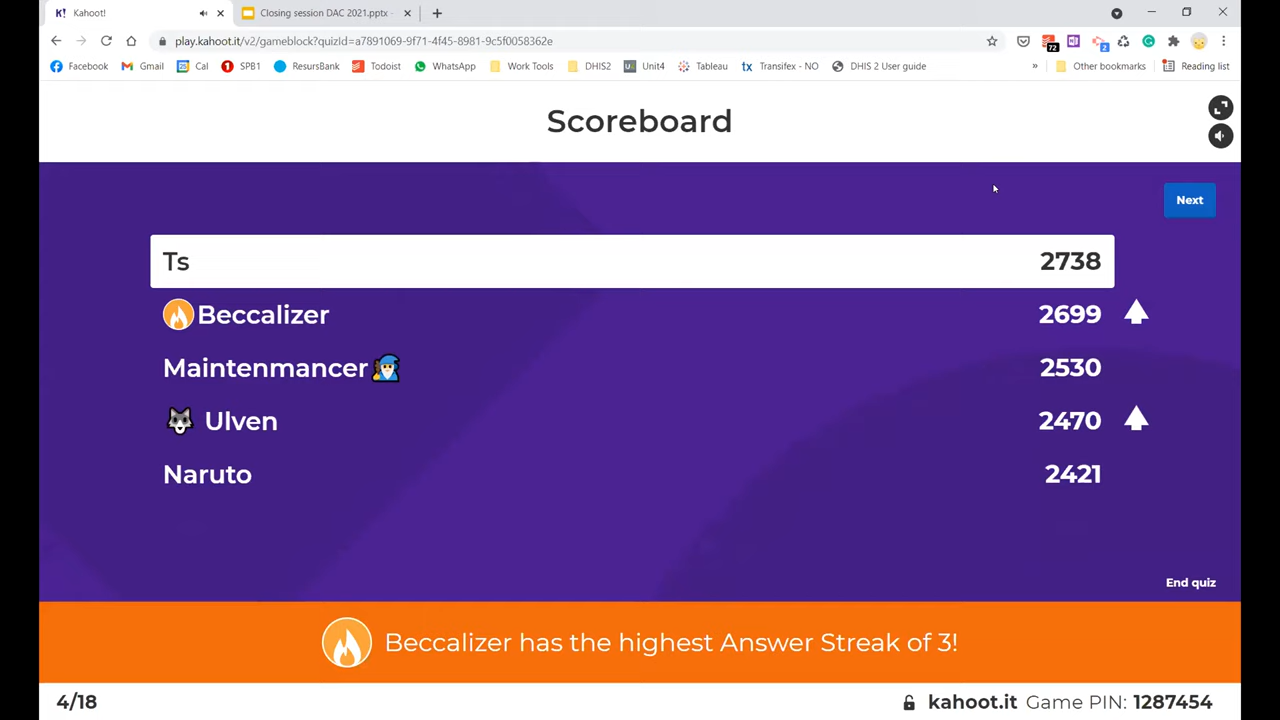 K! Kahoot!
Closing session DAC 2021.pptx -
play.kahoot.it/v2/gameblock?quizId=a7891069-9f71-4f45-8981-9c5f0058362e
72
2
Facebook Gmail Cal SPB1 ResursBank Todoist WhatsApp Work Tools DHIS2 Unit4 Tableau tx Transifex - NO DHIS 2 User guide » Other bookmarks Reading list
Scoreboard
Next
Ts 2738
Beccalizer 2699
Maintenmancer 2530
Ulven 2470
Naruto 2421
End quiz
Beccalizer has the highest Answer Streak of 3!
4/18 kahoot.it Game PIN: 1287454